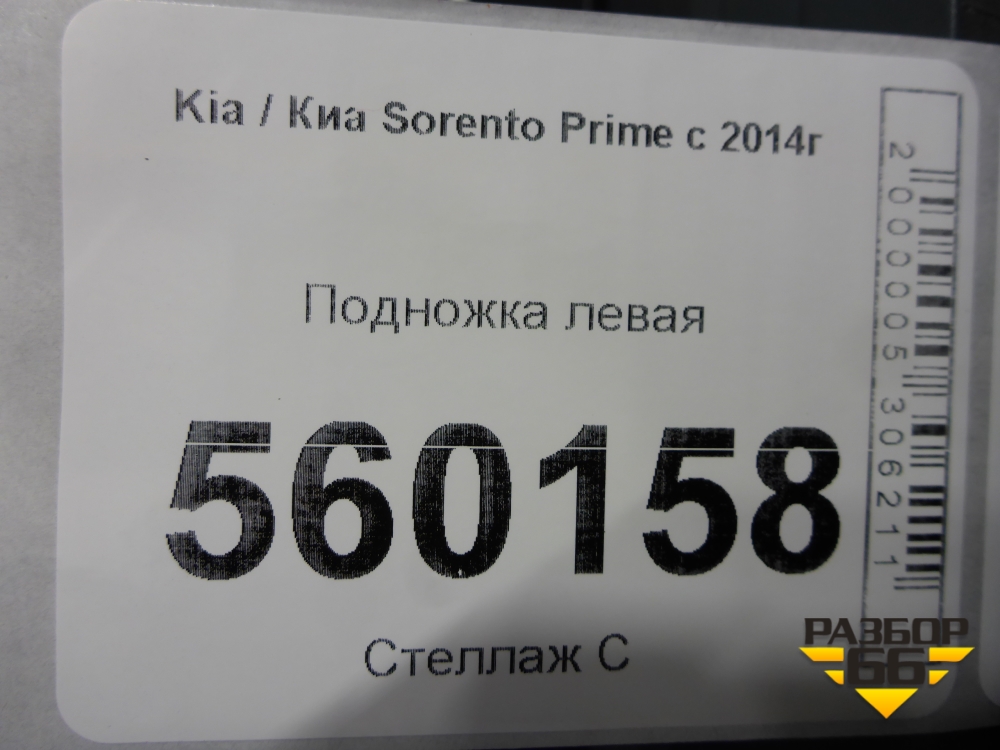 Kia / Киа Sorento Prime с 2014г
Подножка левая
560158
Стеллаж С
2000005306211
РАЗБОР
66